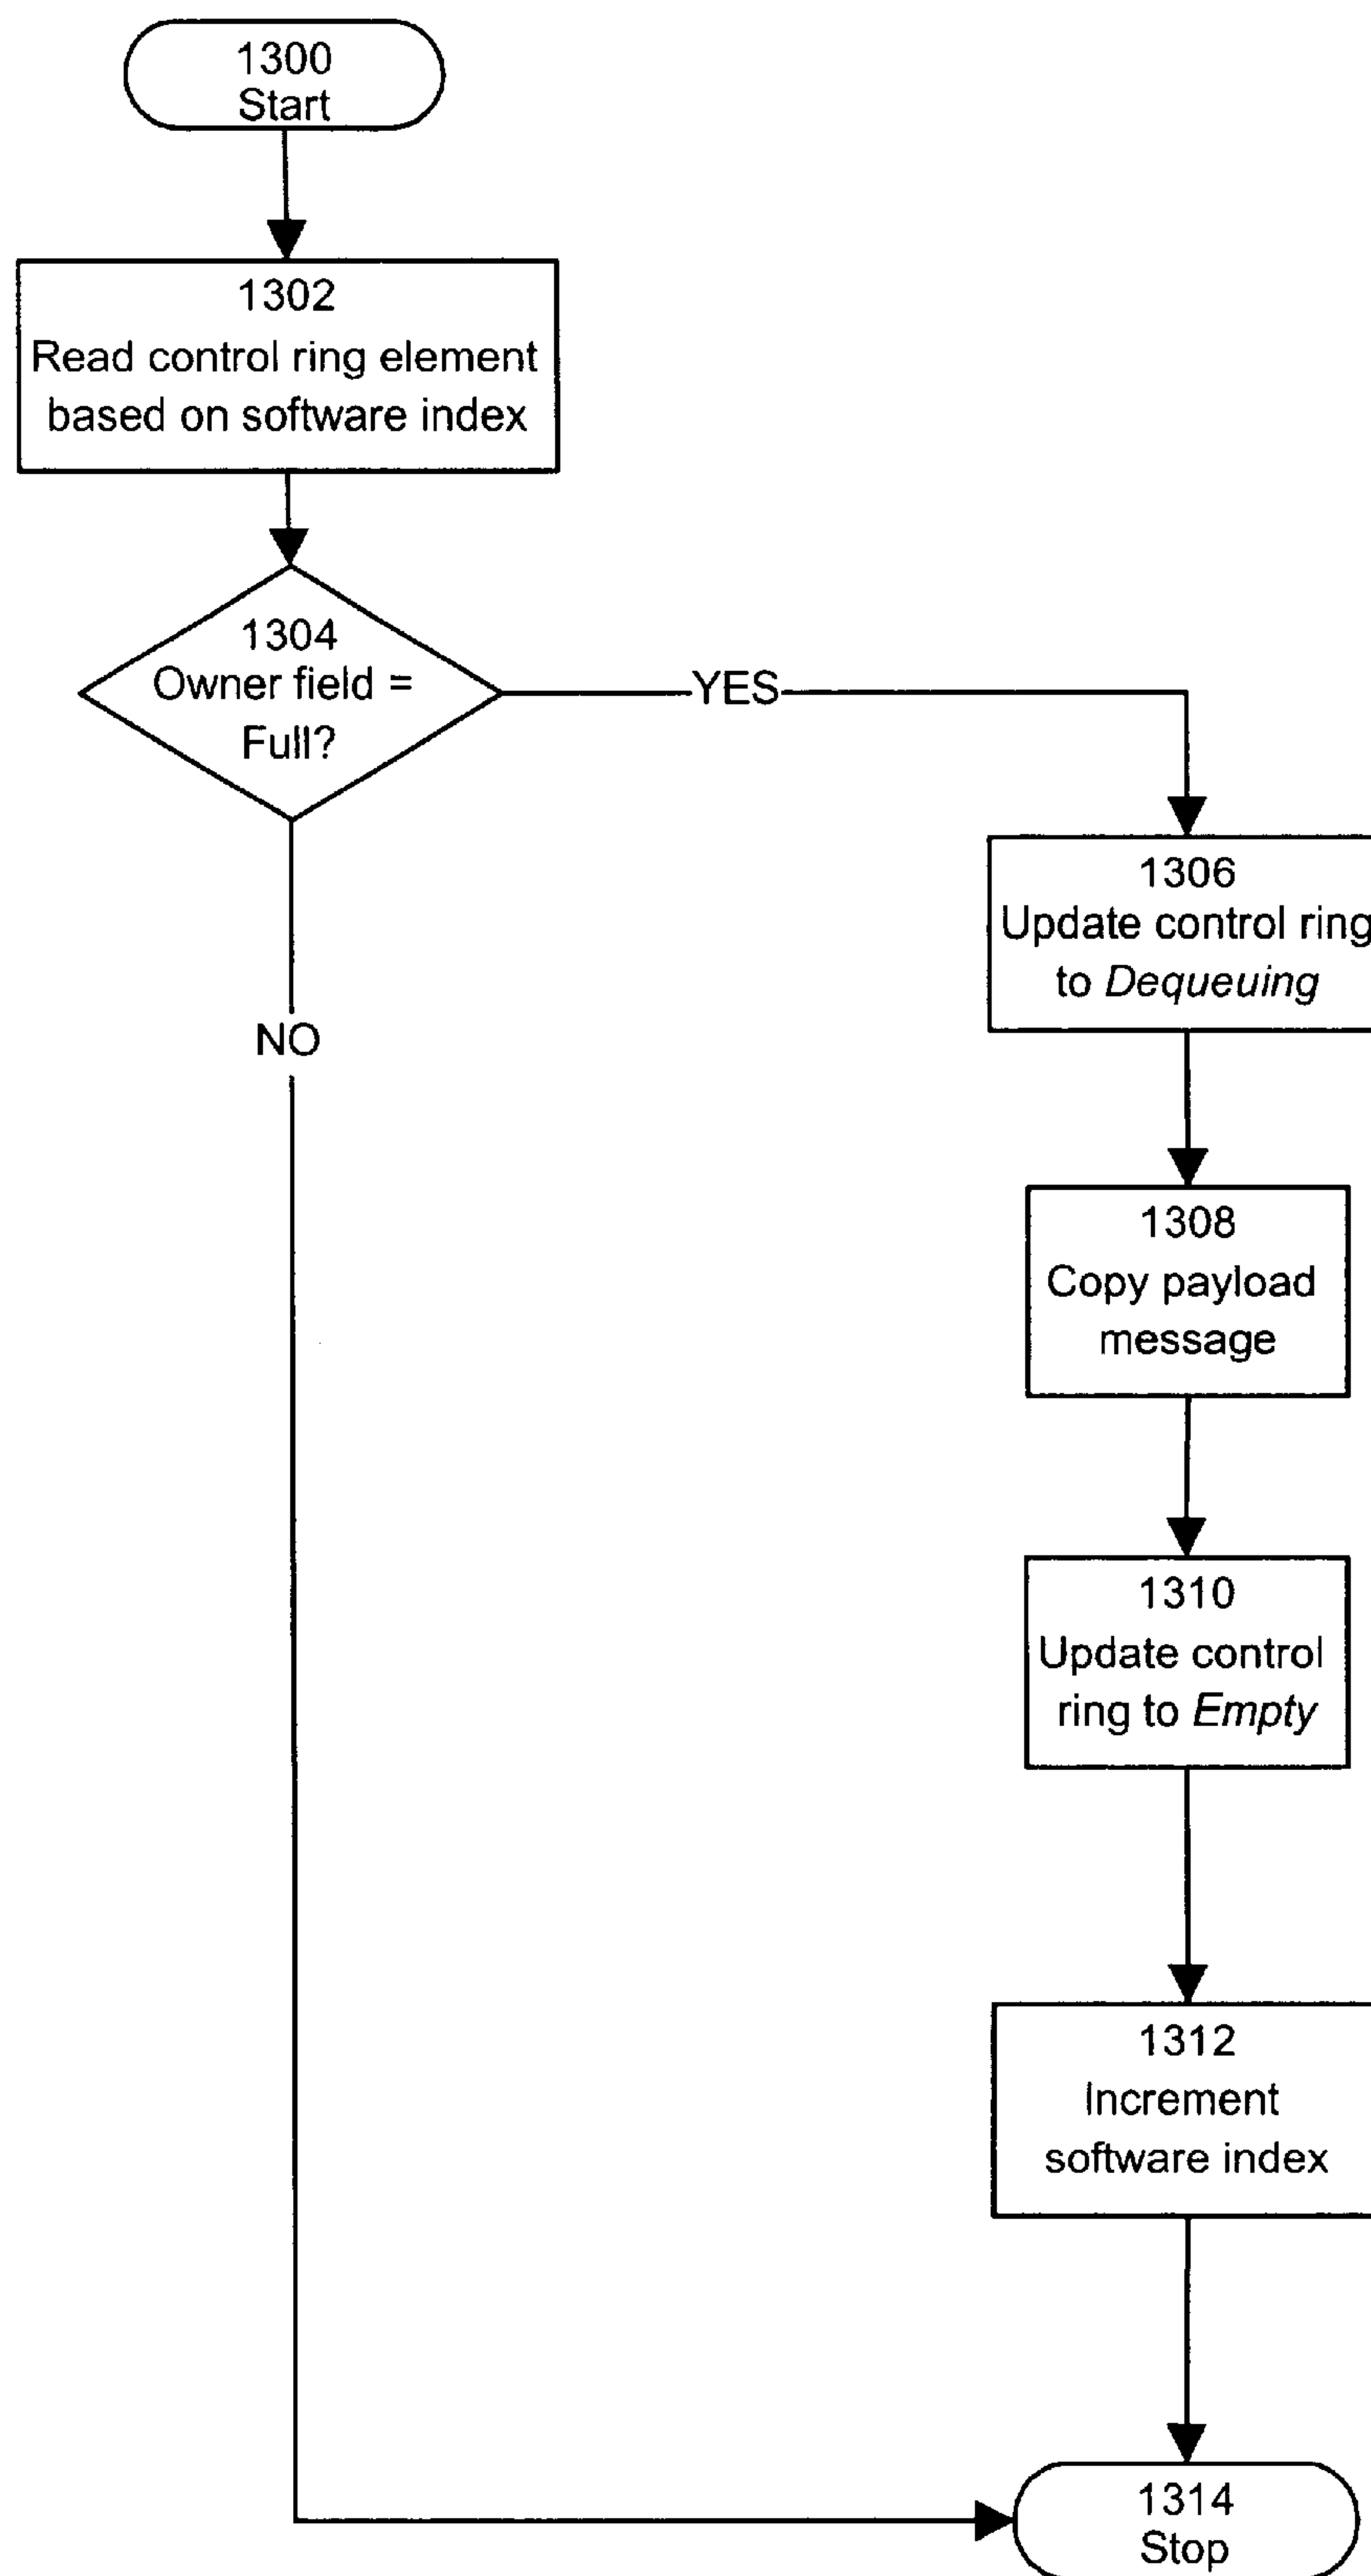 1300
Start
1302
Read control ring element
based on software index
1304
Owner field =
Full?
YES
NO
1306
Update control ring
to Dequeuing
1308
Copy payload
message
1310
Update control
ring to Empty
1312
Increment
software index
1314
Stop